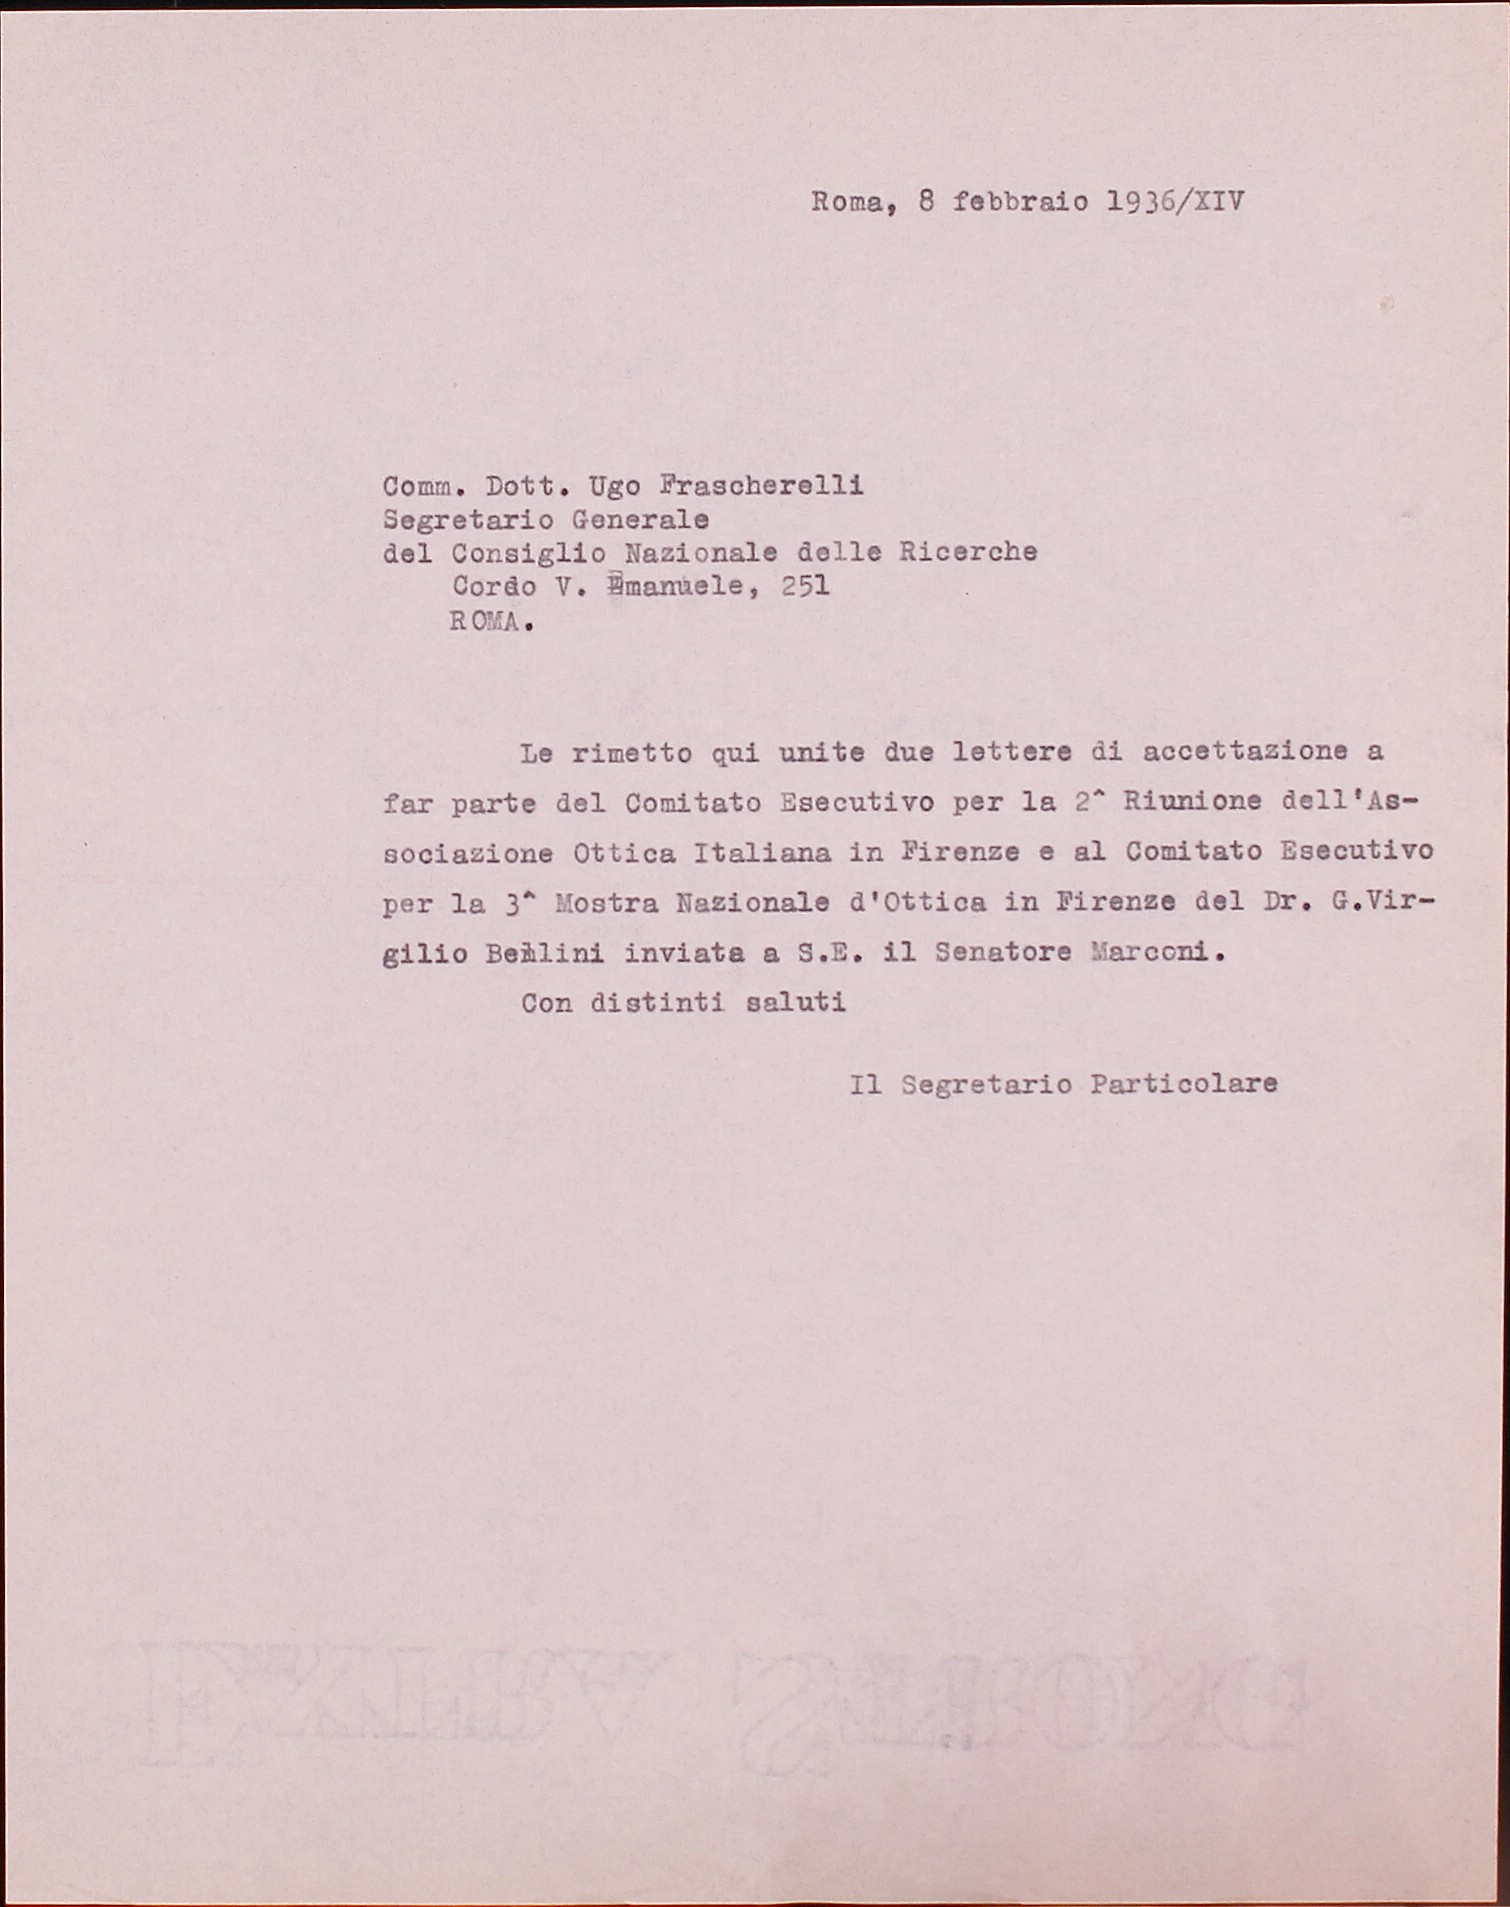 Roma, 8 febbraio 1936/XIV
Comm. Dott. Ugo Frascherelli
Segretario Generale
del Consiglio Nazionale delle Ricerche
Cordo V. Emanuele, 251
ROMA.
Le rimetto qui unite due lettere di accettazione a
far parte del Comitato Esecutivo per la 2^ Riunione dell'As-
sociazione Ottica Italiana in Firenze e al Comitato Esecutivo
per la 3^ Mostra Nazionale d'Ottica in Firenze del Dr. G.Vir-
gilio Bellini inviata a S.E. il Senatore Marconi.
Con distinti saluti
Il Segretario Particolare